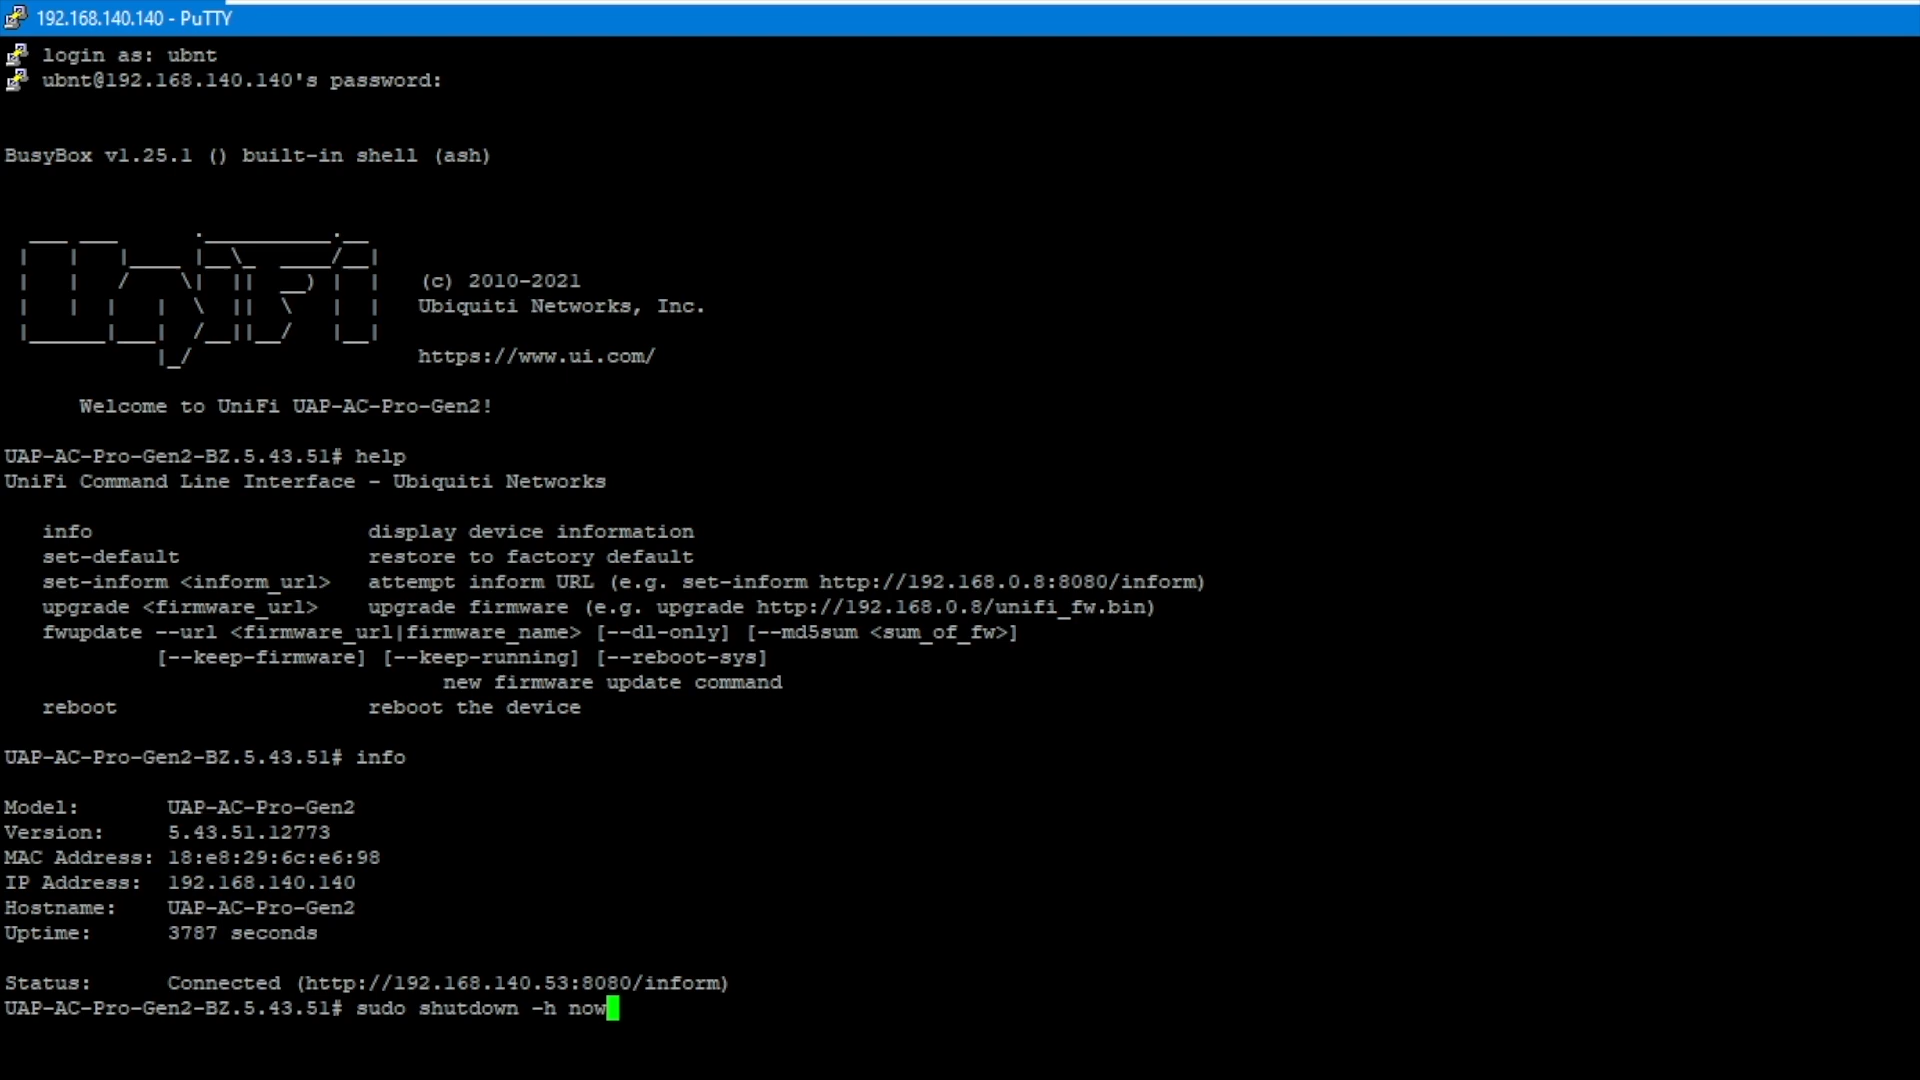 192.168.140.140 - PuTTY
login as: ubnt
ubnt@192.168.140.140's password:
BusyBox v1.25.1 () built-in shell (ash)
UniFi
(c) 2010-2021
Ubiquiti Networks, Inc.
https://www.ui.com/
Welcome to UniFi UAP-AC-Pro-Gen2!
UAP-AC-Pro-Gen2-BZ.5.43.51# help
UniFi Command Line Interface - Ubiquiti Networks
info display device information
set-default restore to factory default
set-inform <inform_url> attempt inform URL (e.g. set-inform http://192.168.0.8:8080/inform)
upgrade <firmware_url> upgrade firmware (e.g. upgrade http://192.168.0.8/unifi_fw.bin)
fwupdate --url <firmware_url|firmware_name> [--dl-only] [--md5sum <sum_of_fw>]
[--keep-firmware] [--keep-running] [--reboot-sys]
new firmware update command
reboot reboot the device
UAP-AC-Pro-Gen2-BZ.5.43.51# info
Model: UAP-AC-Pro-Gen2
Version: 5.43.51.12773
MAC Address: 18:e8:29:6c:e6:98
IP Address: 192.168.140.140
Hostname: UAP-AC-Pro-Gen2
Uptime: 3787 seconds
Status: Connected (http://192.168.140.53:8080/inform)
UAP-AC-Pro-Gen2-BZ.5.43.51# sudo shutdown -h now